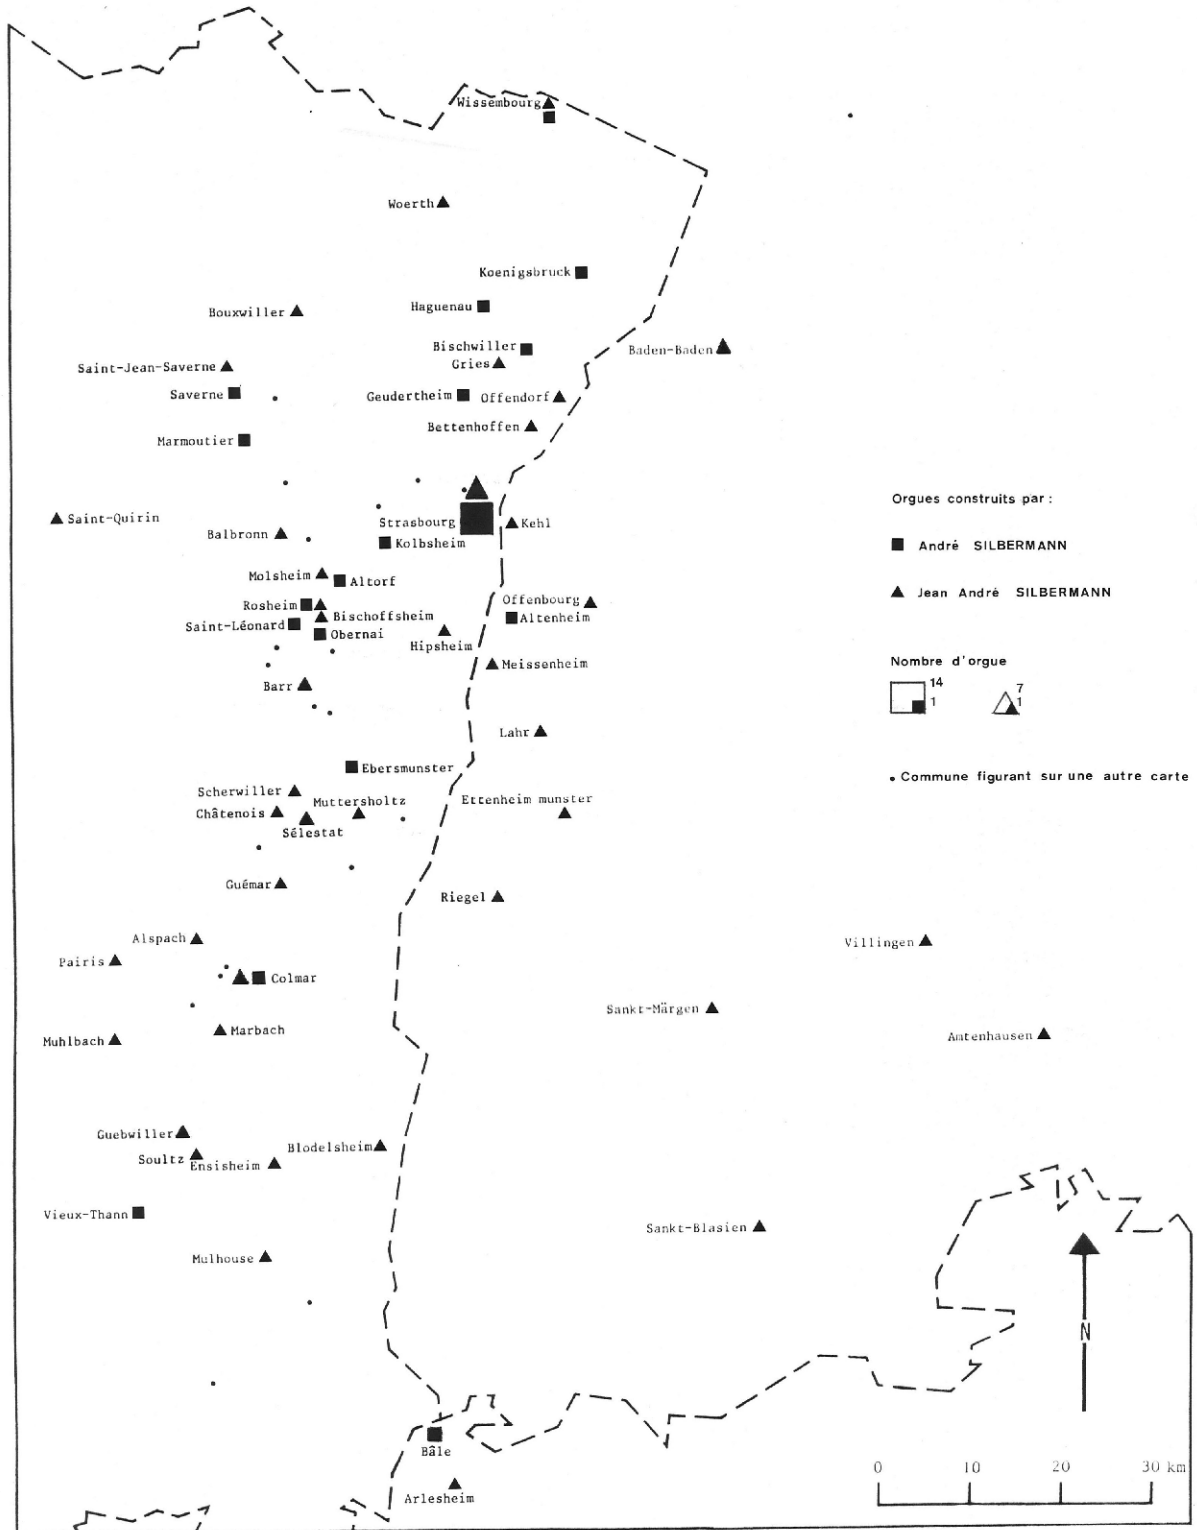 Wissembourg
Woerth
Koenigsbruck
Haguenau
Bouxwiller
Bischwiller
Baden-Baden
Gries
Saint-Jean-Saverne
Saverne
Geudertheim
Offendorf
Bettenhoffen
Marmoutier
Orgues construits par :
Saint-Quirin
Strasbourg
Kehl
Balbronn
Kolbsheim
André SILBERMANN
Molsheim
Altorf
Jean André SILBERMANN
Offenbourg
Rosheim
Bischoffsheim
Altenheim
Saint-Léonard
Obernai
Hipsheim
Meissenheim
Nombre d'orgue
Barr
14
1
7
1
Lahr
Ebersmunster
Commune figurant sur une autre carte
Scherwiller
Muttersholtz
Ettenheim munster
Châtenois
Sélestat
Guémar
Riegel
Alspach
Villingen
Pairis
Colmar
Sankt-Märgen
Marbach
Amtenhausen
Muhlbach
Guebwiller
Blodelsheim
Soultz
Ensisheim
Vieux-Thann
Sankt-Blasien
Mulhouse
N
Bâle
0 10 20 30 km
Arlesheim